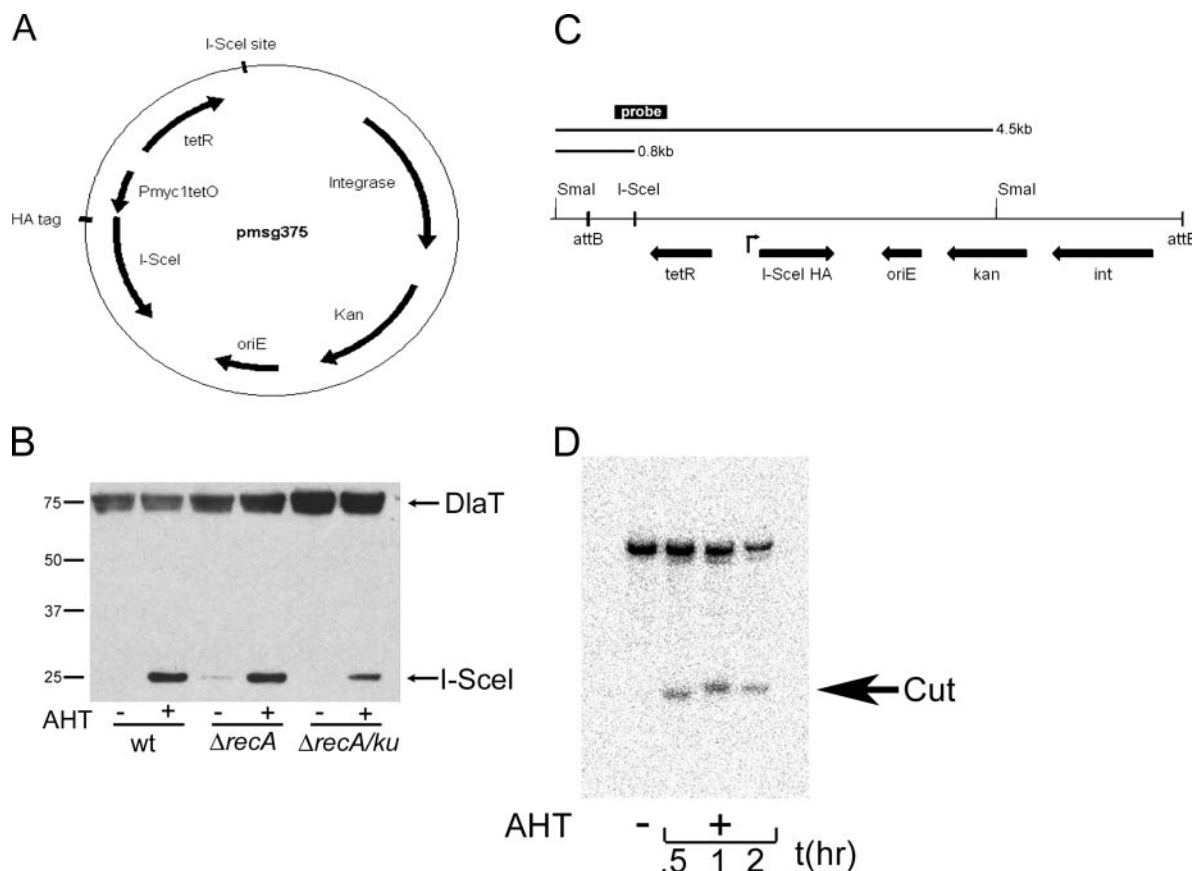 A
I-SceI site
tetR
Pmyc1tetO
HA tag
I-SceI
Integrase
pmsg375
Kan
oriE
B
75
50
37
25
DlaT
I-SceI
AHT - + - + - +
wt ΔrecA ΔrecA/ku
C
probe
4.5kb
0.8kb
SmaI I-SceI SmaI
attB attB
tetR I-SceI HA oriE kan int
D
Cut
AHT - +
.5 1 2 t(hr)